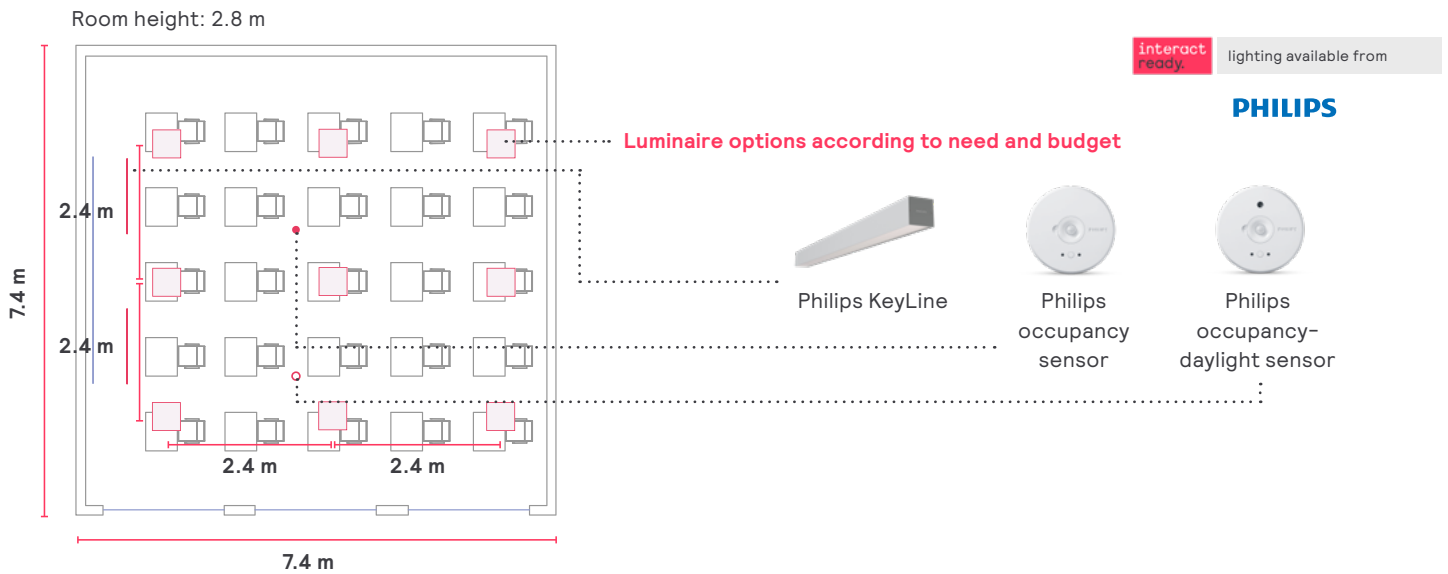 Room height: 2.8 m
interact
ready.
lighting available from
PHILIPS
Luminaire options according to need and budget
2.4 m
7.4 m
2.4 m
2.4 m
2.4 m
7.4 m
Philips KeyLine
Philips
occupancy
sensor
Philips
occupancy-
daylight sensor
PHILIPS
PHILIPS